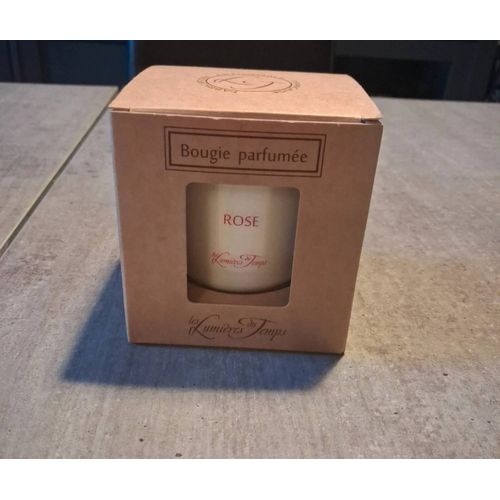 Bougie parfumée
ROSE
les Lumières du Temps
les Lumières du Temps